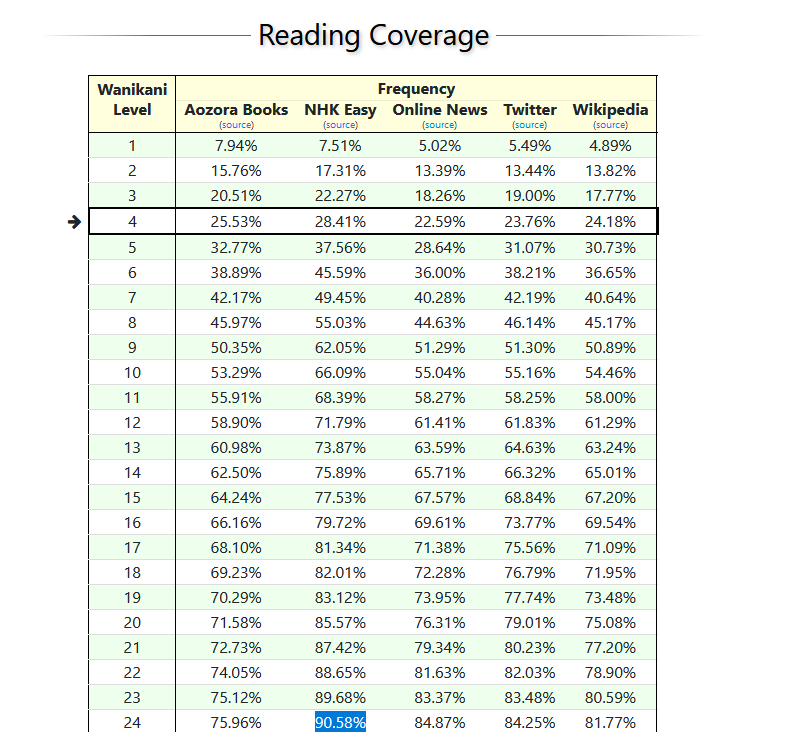 Reading Coverage
Wanikani Level Frequency
Aozora Books NHK Easy Online News Twitter Wikipedia
(source) (source) (source) (source) (source)
1 7.94% 7.51% 5.02% 5.49% 4.89%
2 15.76% 17.31% 13.39% 13.44% 13.82%
3 20.51% 22.27% 18.26% 19.00% 17.77%
4 25.53% 28.41% 22.59% 23.76% 24.18%
5 32.77% 37.56% 28.64% 31.07% 30.73%
6 38.89% 45.59% 36.00% 38.21% 36.65%
7 42.17% 49.45% 40.28% 42.19% 40.64%
8 45.97% 55.03% 44.63% 46.14% 45.17%
9 50.35% 62.05% 51.29% 51.30% 50.89%
10 53.29% 66.09% 55.04% 55.16% 54.46%
11 55.91% 68.39% 58.27% 58.25% 58.00%
12 58.90% 71.79% 61.41% 61.83% 61.29%
13 60.98% 73.87% 63.59% 64.63% 63.24%
14 62.50% 75.89% 65.71% 66.32% 65.01%
15 64.24% 77.53% 67.57% 68.84% 67.20%
16 66.16% 79.72% 69.61% 73.77% 69.54%
17 68.10% 81.34% 71.38% 75.56% 71.09%
18 69.23% 82.01% 72.28% 76.79% 71.95%
19 70.29% 83.12% 73.95% 77.74% 73.48%
20 71.58% 85.57% 76.31% 79.01% 75.08%
21 72.73% 87.42% 79.34% 80.23% 77.20%
22 74.05% 88.65% 81.63% 82.03% 78.90%
23 75.12% 89.68% 83.37% 83.48% 80.59%
24 75.96% 90.58% 84.87% 84.25% 81.77%